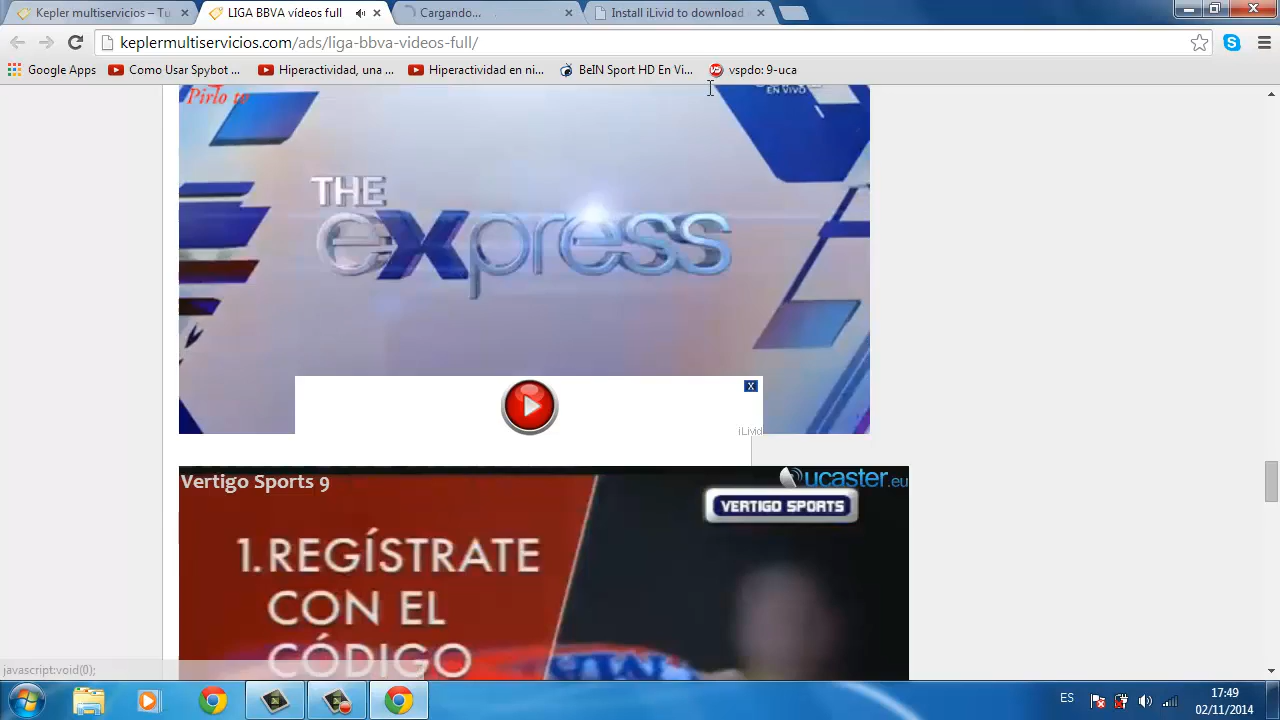 Kepler multiservicios – Tu
LIGA BBVA vídeos full
Cargando...
Install iLivid to download
keplermultiservicios.com/ads/liga-bbva-videos-full/
Google Apps
Como Usar Spybot ...
Hiperactividad, una ...
Hiperactividad en ni...
BeIN Sport HD En Vi...
vspdo: 9-uca
Pirlo tv
EN VIVO
THE
express
X
iLivid
Vertigo Sports 9
ucaster.eu
VERTIGO SPORTS
1.REGÍSTRATE
CON EL
CÓDIGO
javascript:void(0);
ES
17:49
02/11/2014